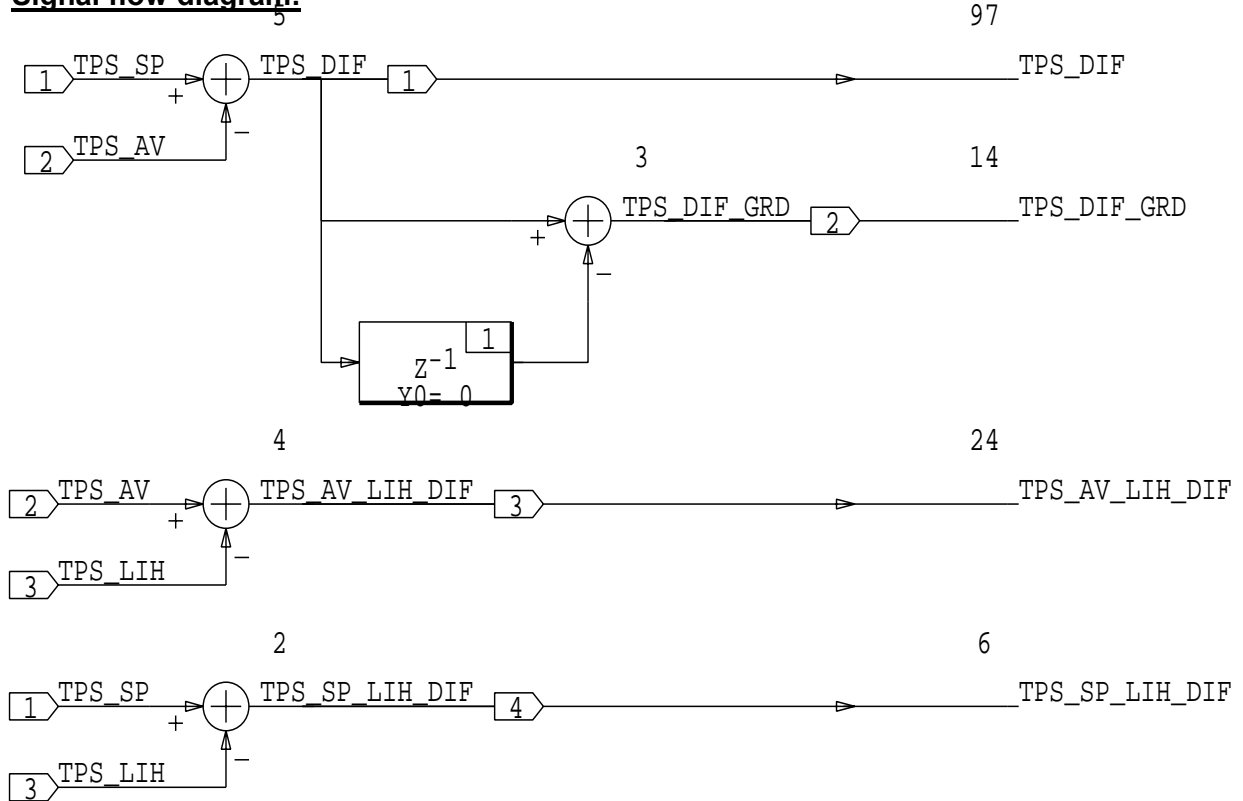 Signal flow diagram:
5 97
1 TPS_SP + TPS_DIF 1 TPS_DIF
2 TPS_AV −
3 14
+ TPS_DIF_GRD 2 TPS_DIF_GRD
−
1
Z-1
Y0= 0
4 24
2 TPS_AV + TPS_AV_LIH_DIF 3 TPS_AV_LIH_DIF
3 TPS_LIH −
2 6
1 TPS_SP + TPS_SP_LIH_DIF 4 TPS_SP_LIH_DIF
3 TPS_LIH −